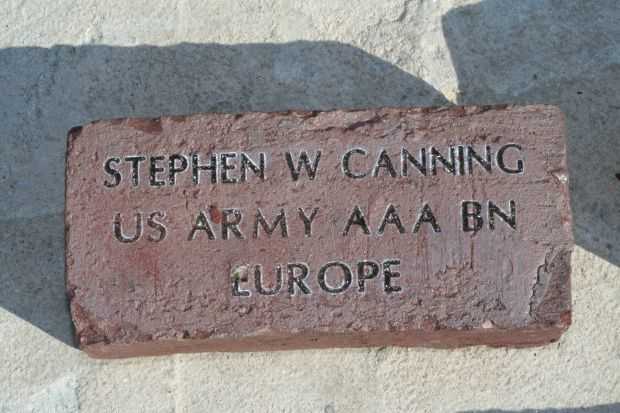 STEPHEN W CANNING
US ARMY AAA BN
EUROPE